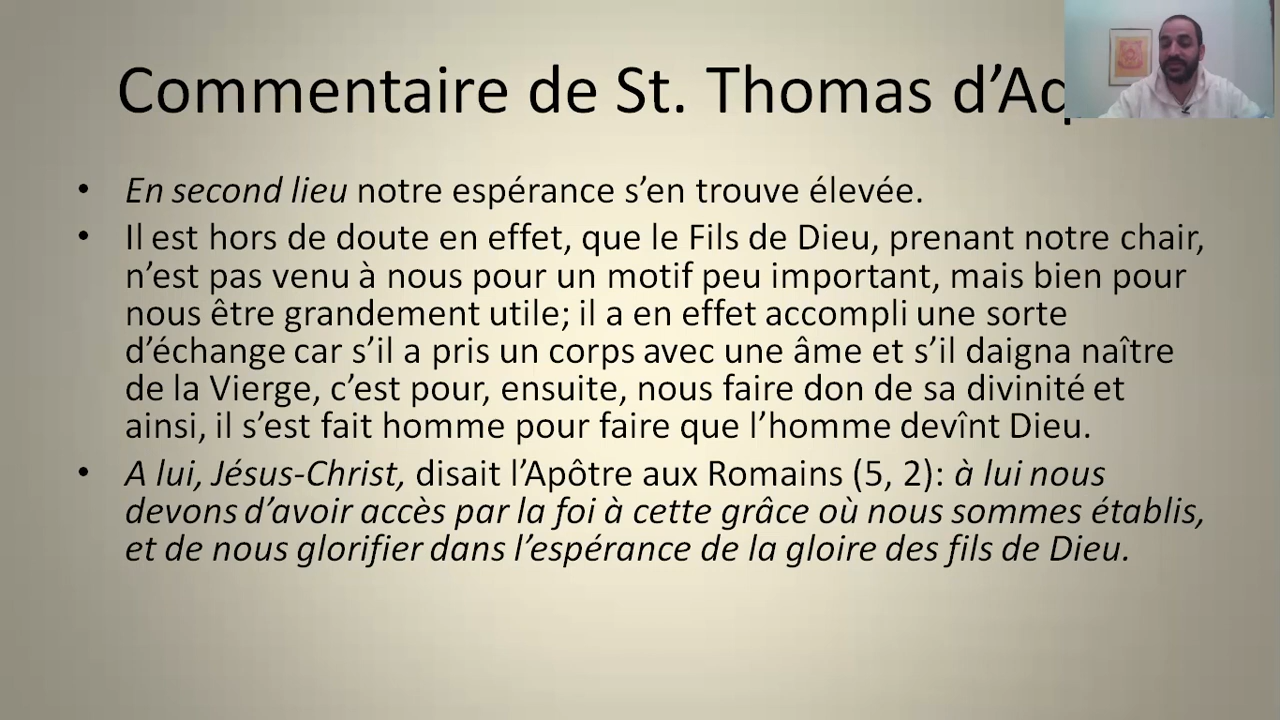 Commentaire de St. Thomas
• En second lieu notre espérance s’en trouve élevée.
• Il est hors de doute en effet, que le Fils de Dieu, prenant notre chair,
n’est pas venu à nous pour un motif peu important, mais bien pour
nous être grandement utile; il a en effet accompli une sorte
d’échange car s’il a pris un corps avec une âme et s’il daigna naître
de la Vierge, c’est pour, ensuite, nous faire don de sa divinité et
ainsi, il s’est fait homme pour faire que l’homme devînt Dieu.
• A lui, Jésus-Christ, disait l’Apôtre aux Romains (5, 2): à lui nous
devons d’avoir accès par la foi à cette grâce où nous sommes établis,
et de nous glorifier dans l’espérance de la gloire des fils de Dieu.